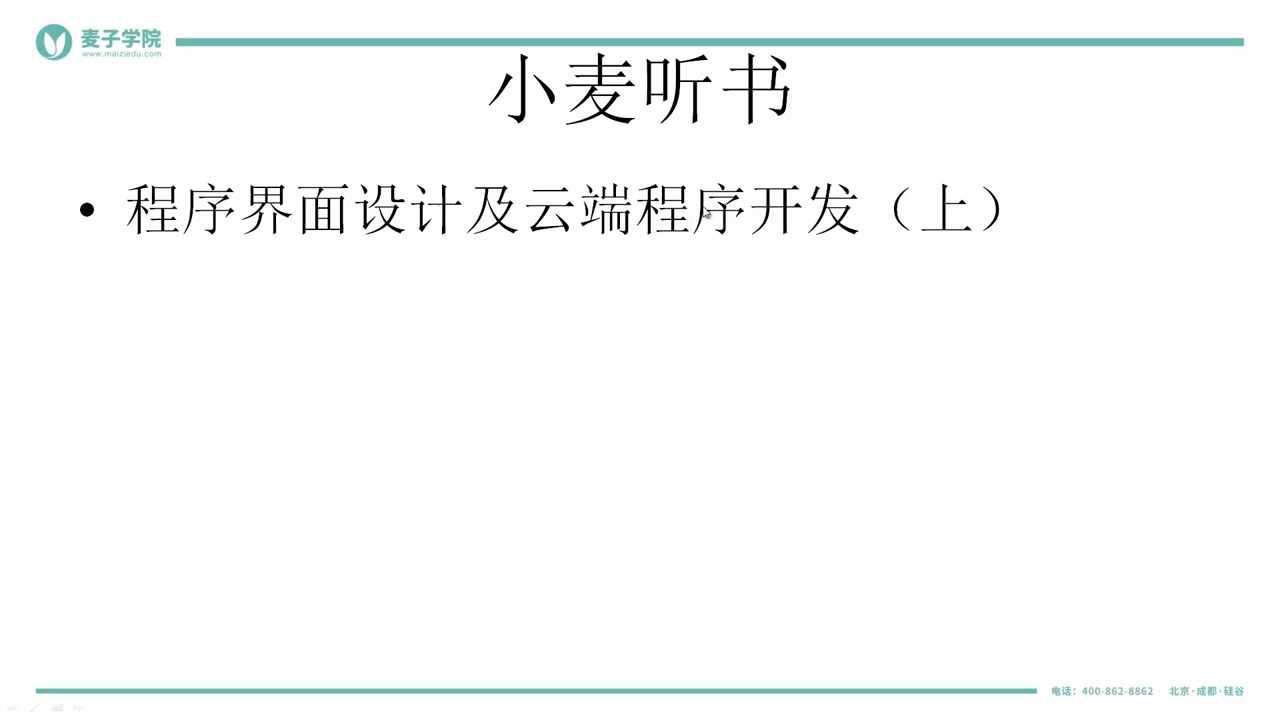 麦子学院
www.maiziedu.com
小麦听书
• 程序界面设计及云端程序开发（上）
电话：400-862-8862 北京·成都·硅谷